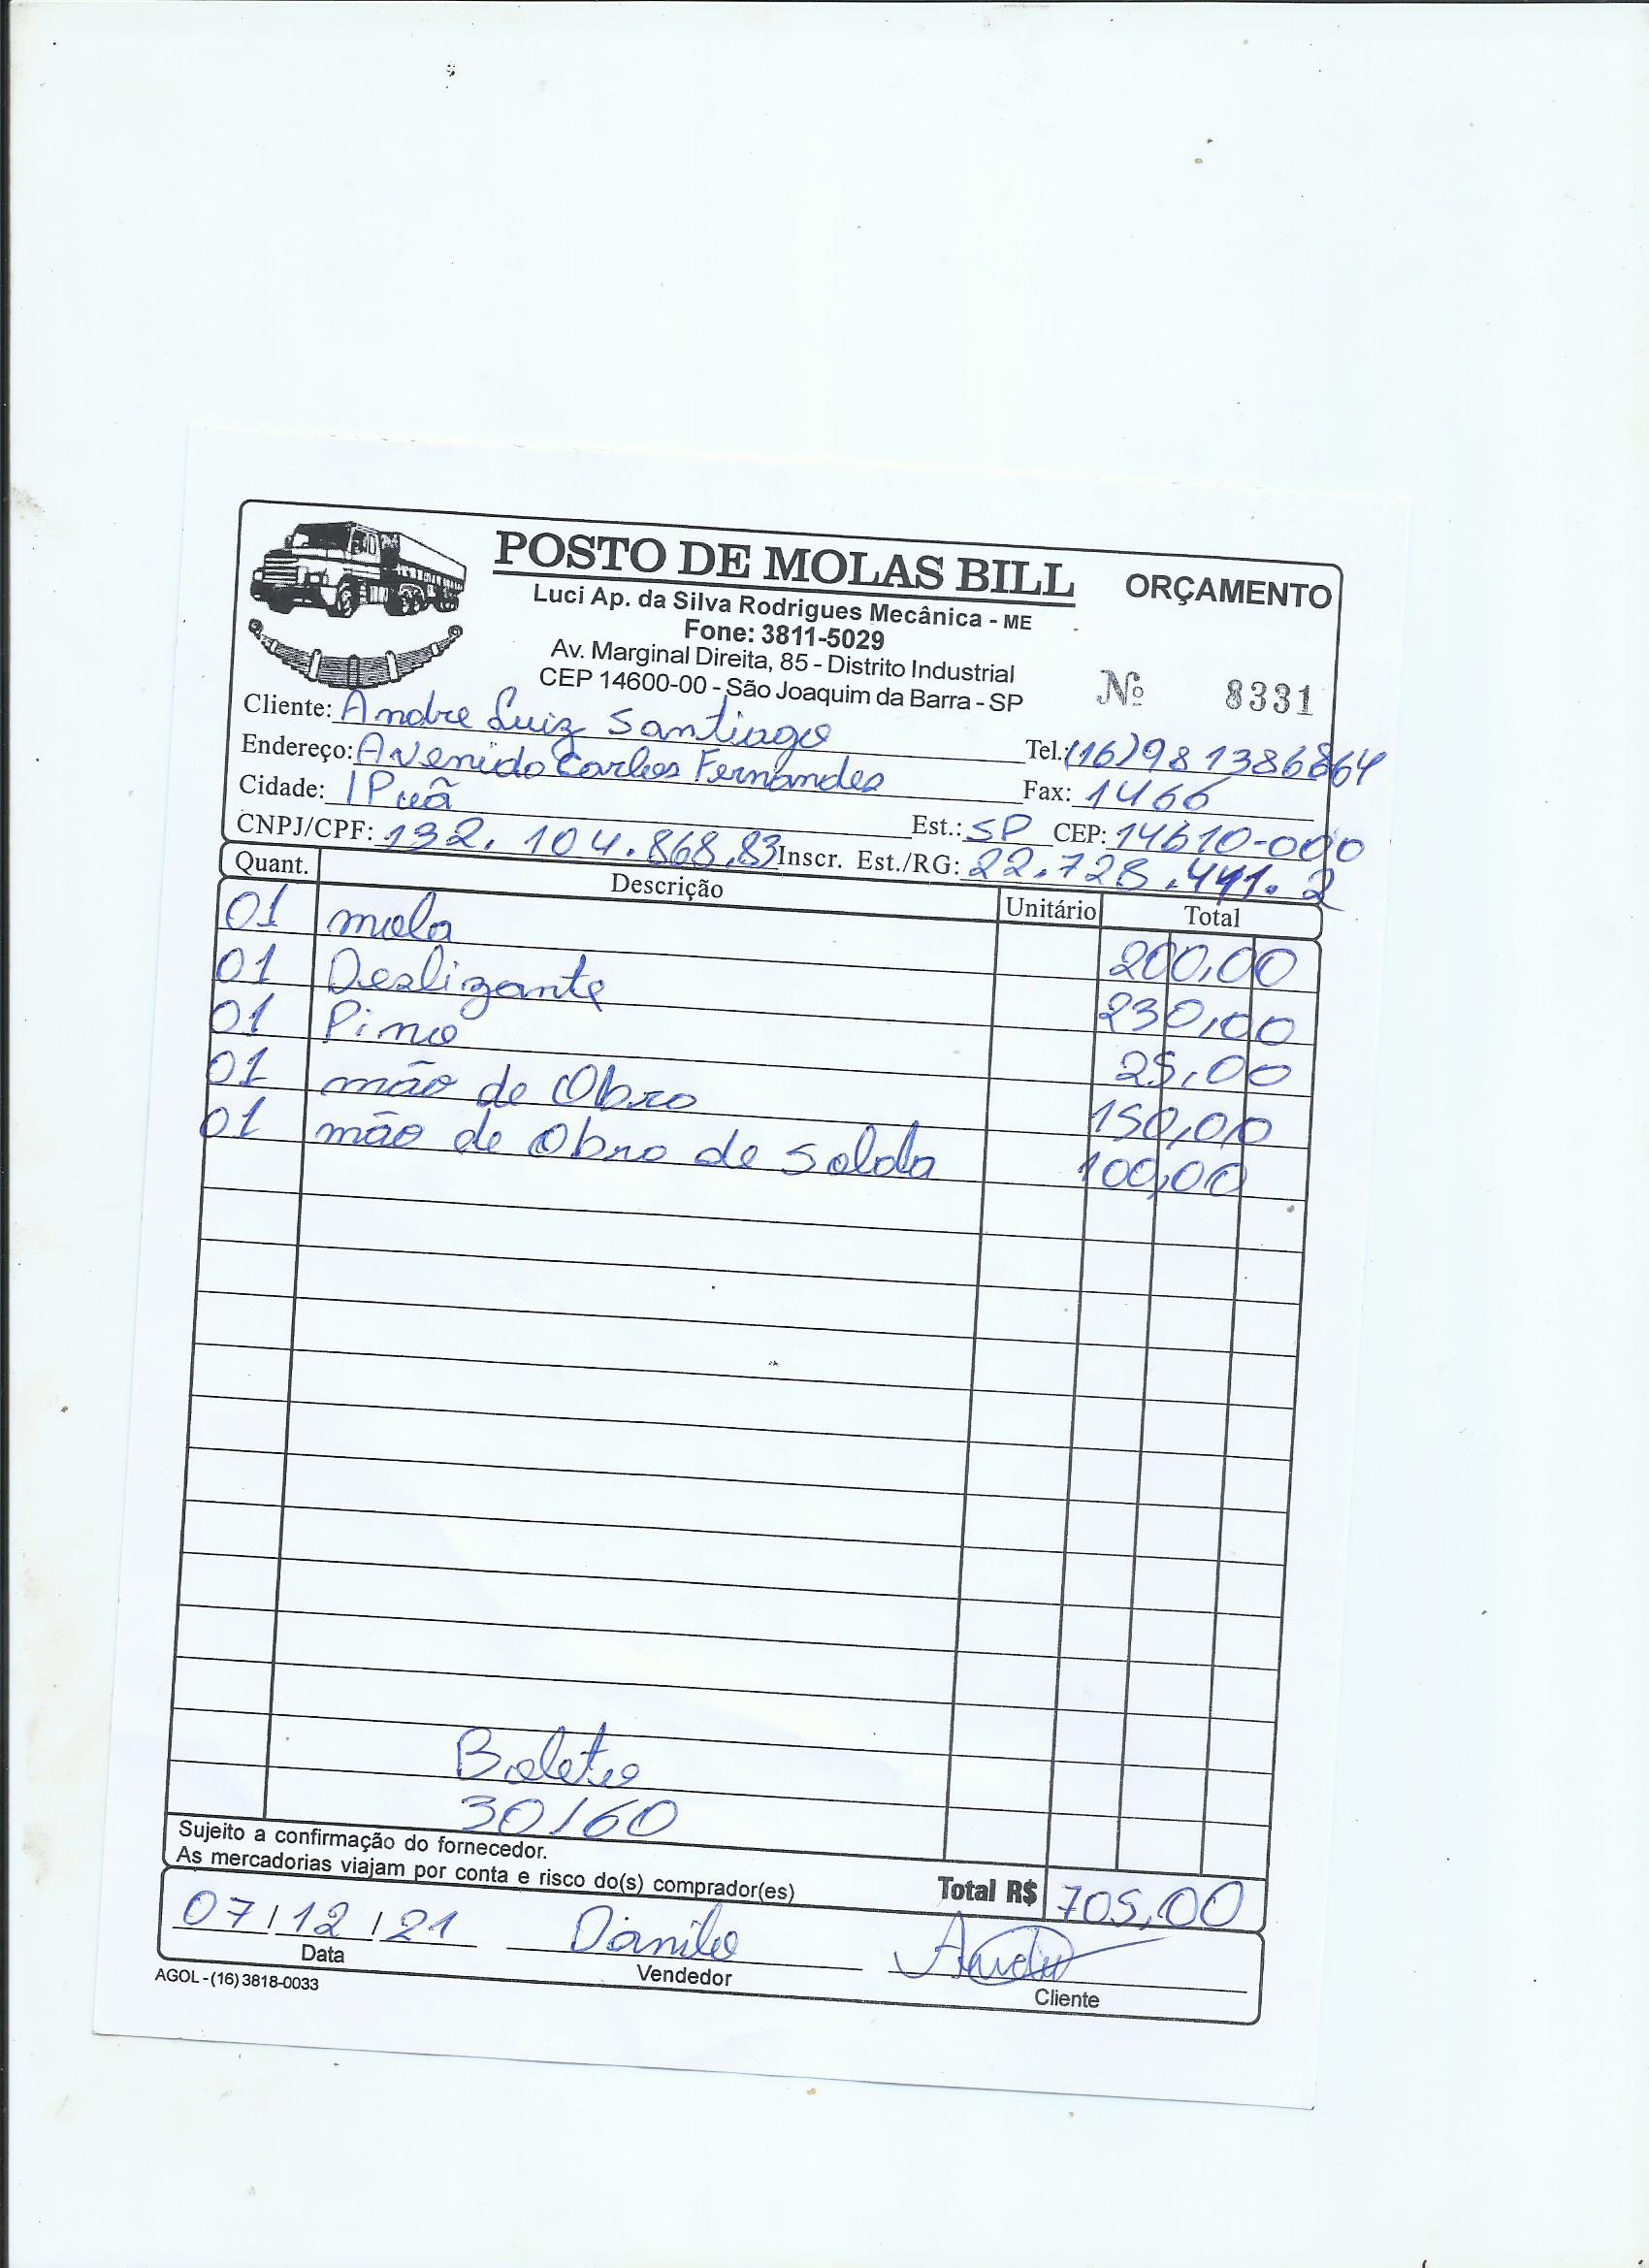 POSTO DE MOLAS BILL ORÇAMENTO
Luci Ap. da Silva Rodrigues Mecânica - ME
Fone: 3811-5029
Av. Marginal Direita, 85 - Distrito Industrial
CEP 14600-00 - São Joaquim da Barra - SP
Nº 8331
Cliente: Andre Luiz Santiago
Tel.: (16)981386864
Endereço: Avenida Carlos Fernandes
Fax: 1466
Cidade: IPuã
Est.: SP CEP: 14610-000
CNPJ/CPF: 132.104.868.83 Inscr. Est./RG: 22.728.441.2
Quant. Descrição Unitário Total
01 mola 200,00
01 Deslizante 230,00
01 Pino 25,00
01 mão de Obra 150,00
01 mão de Obra de Solda 100,00
Boleto
30/60
Sujeito a confirmação do fornecedor.
As mercadorias viajam por conta e risco do(s) comprador(es)
Total R$ 705,00
07/12/21 Danilo
Data Vendedor Cliente
AGOL - (16) 3818-0033